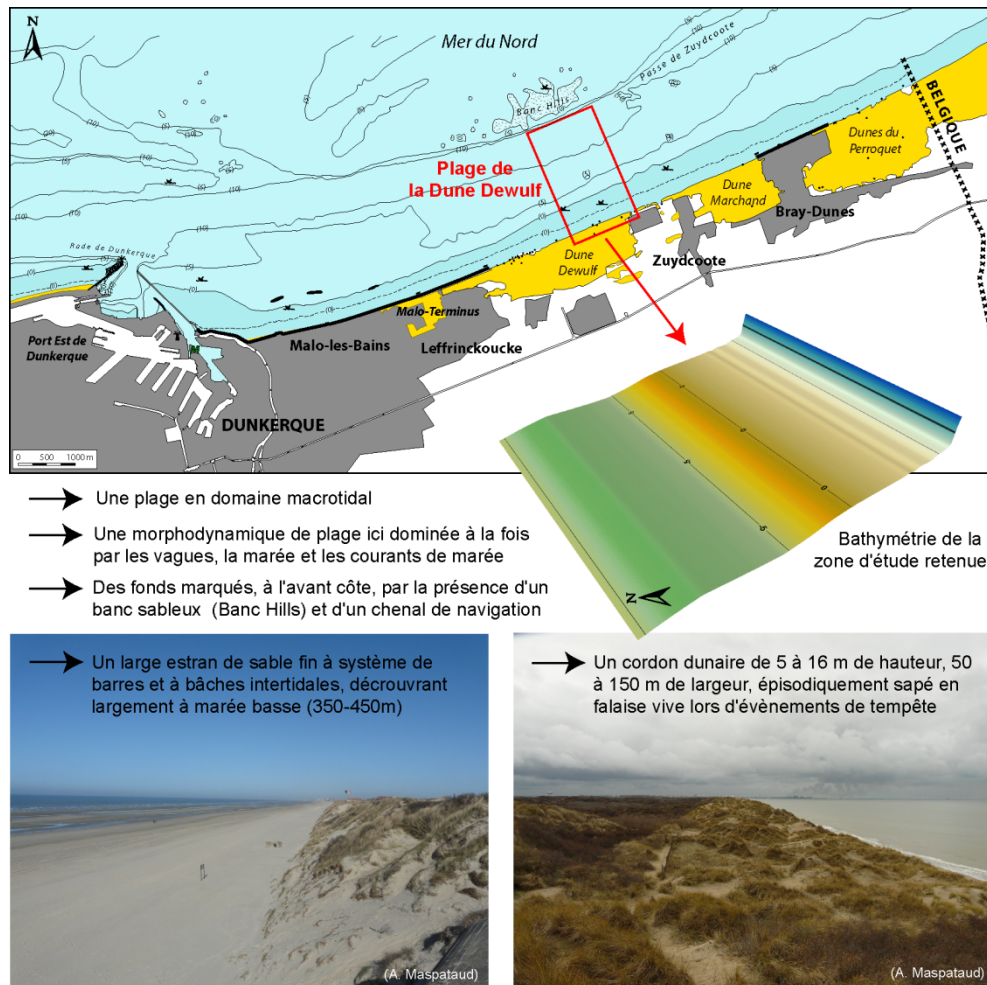 N
Mer du Nord
Passe de Zuydcoote
Banc Hills
BELGIQUE
Dunes du
Perroquet
Plage de
la Dune Dewulf
Dune
Marchand
Bray-Dunes
Rade de Dunkerque
Dune
Dewulf
Zuydcoote
Malo-Terminus
Port Est de
Dunkerque
Malo-les-Bains
Leffrinckoucke
DUNKERQUE
0 500 1000 m
Une plage en domaine macrotidal
Une morphodynamique de plage ici dominée à la fois
par les vagues, la marée et les courants de marée
Des fonds marqués, à l'avant côte, par la présence d'un
banc sableux (Banc Hills) et d'un chenal de navigation
Bathymétrie de la
zone d'étude retenue
N
Un large estran de sable fin à système de
barres et à bâches intertidales, décrouvrant
largement à marée basse (350-450m)
(A. Maspataud)
Un cordon dunaire de 5 à 16 m de hauteur, 50
à 150 m de largeur, épisodiquement sapé en
falaise vive lors d'évènements de tempête
(A. Maspataud)